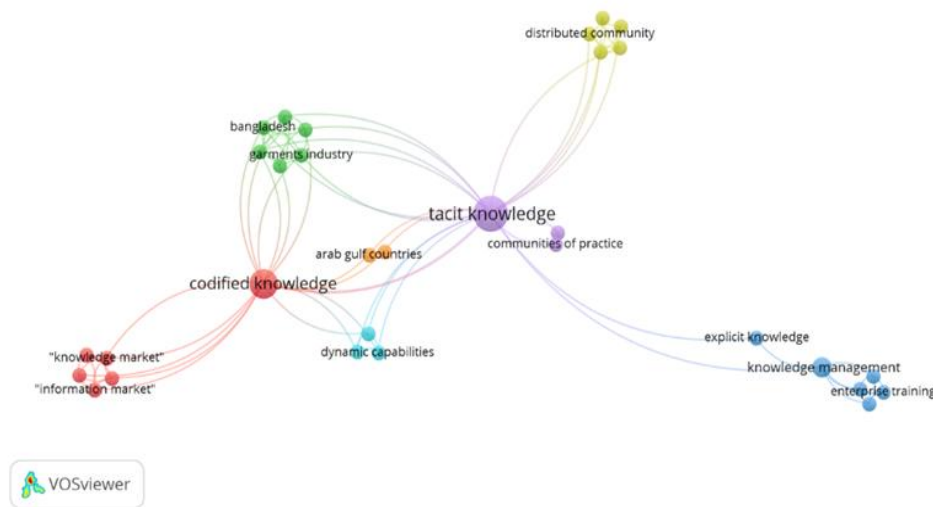 distributed community
bangladesh
garments industry
tacit knowledge
communities of practice
arab gulf countries
codified knowledge
explicit knowledge
"knowledge market"
dynamic capabilities
knowledge management
"information market"
enterprise training
VOSviewer